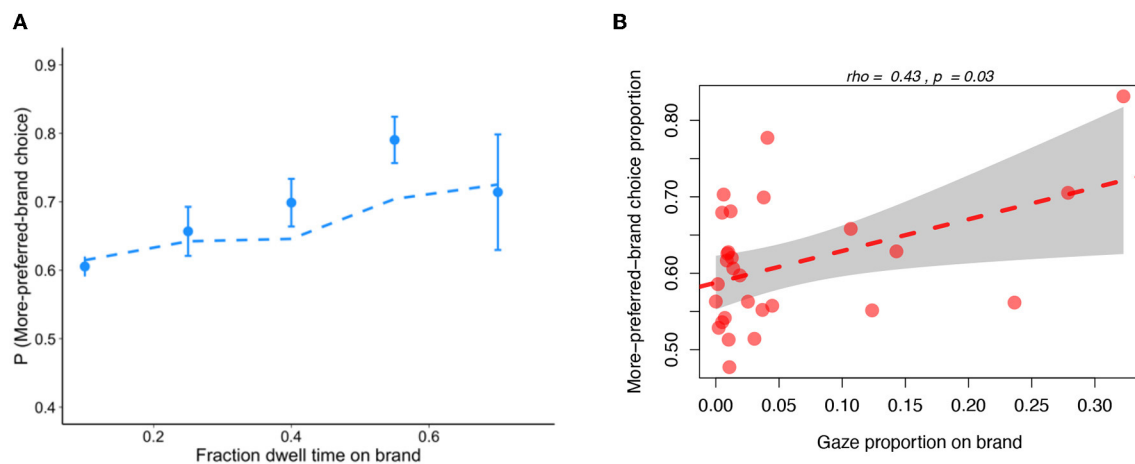 A
P (More-preferred-brand choice)
0.9
0.8
0.7
0.6
0.5
0.4
0.2 0.4 0.6
Fraction dwell time on brand
B
rho = 0.43 , p = 0.03
More−preferred−brand choice proportion
0.80
0.70
0.60
0.50
0.00 0.05 0.10 0.15 0.20 0.25 0.30
Gaze proportion on brand